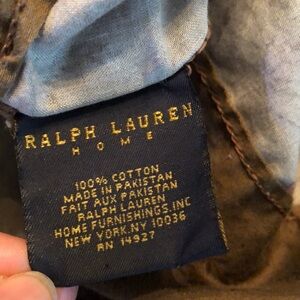 RALPH LAUREN
HOME
100% COTTON
MADE IN PAKISTAN
FAIT AUX PAKISTAN
RALPH LAUREN
HOME FURNISHINGS, INC
NEW YORK, NY 10036
RN 14927